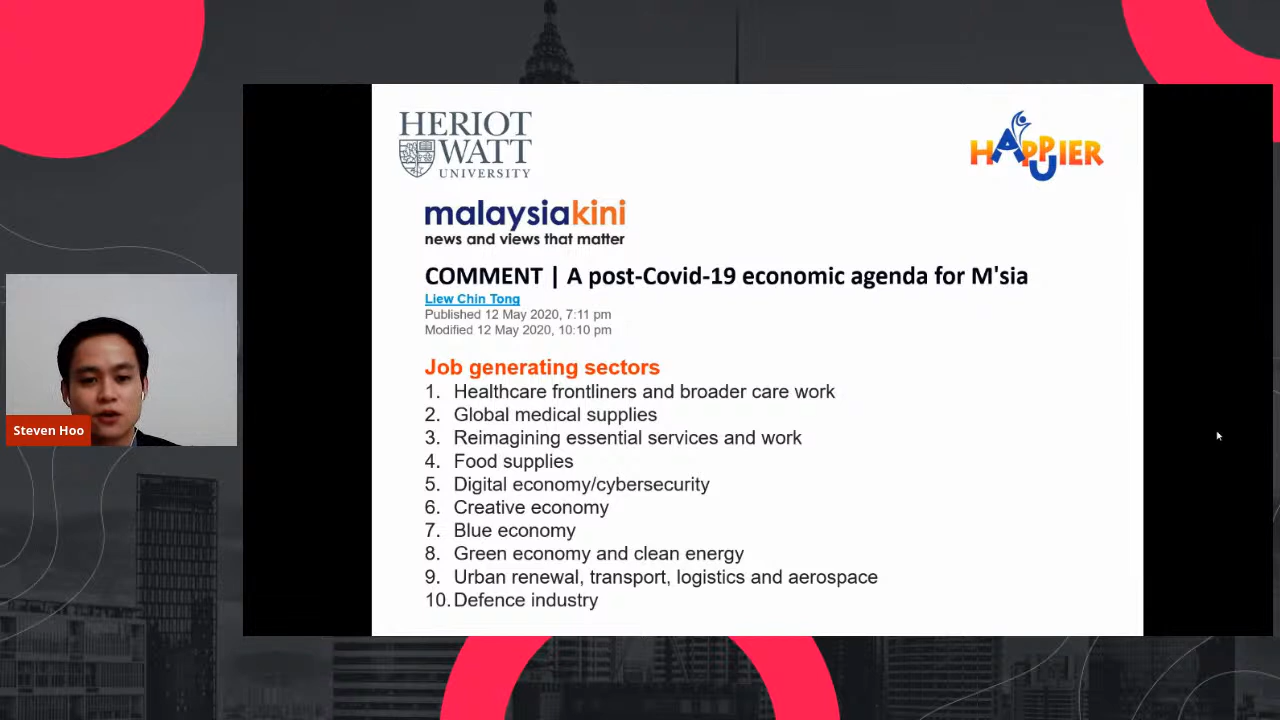 HERIOT
WATT
UNIVERSITY
HAPPUIER
malaysiakini
news and views that matter
COMMENT | A post-Covid-19 economic agenda for M'sia
Liew Chin Tong
Published 12 May 2020, 7:11 pm
Modified 12 May 2020, 10:10 pm
Job generating sectors
1. Healthcare frontliners and broader care work
2. Global medical supplies
3. Reimagining essential services and work
4. Food supplies
5. Digital economy/cybersecurity
6. Creative economy
7. Blue economy
8. Green economy and clean energy
9. Urban renewal, transport, logistics and aerospace
10. Defence industry
Steven Hoo